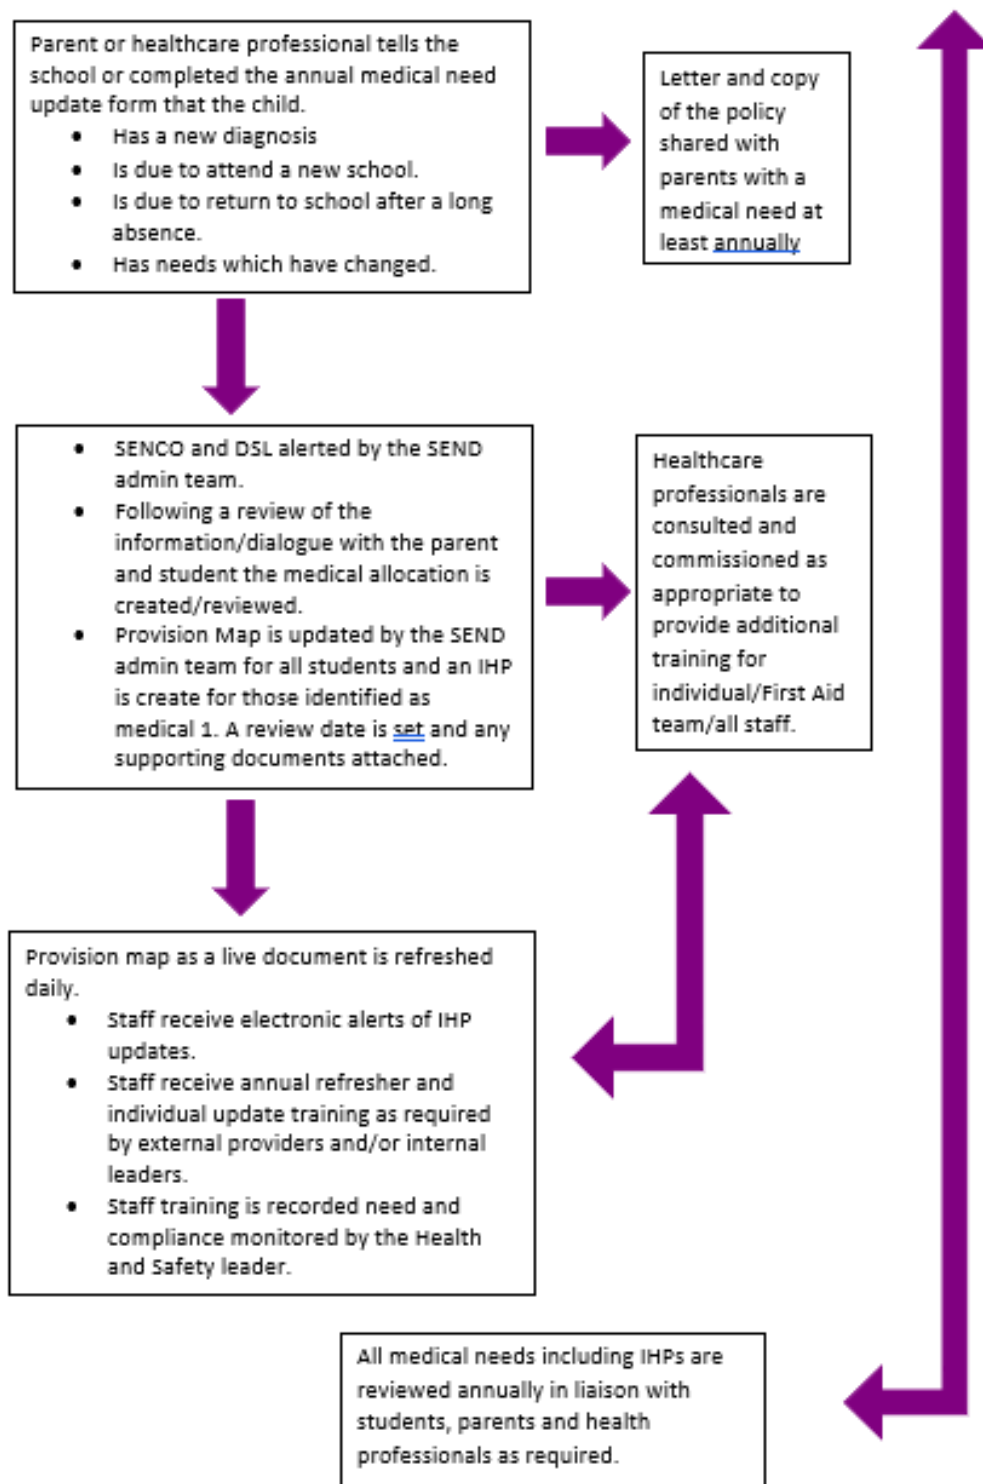 Parent or healthcare professional tells the
school or completed the annual medical need
update form that the child.
• Has a new diagnosis
• Is due to attend a new school.
• Is due to return to school after a long
absence.
• Has needs which have changed.
Letter and copy
of the policy
shared with
parents with a
medical need at
least annually
• SENCO and DSL alerted by the SEND
admin team.
• Following a review of the
information/dialogue with the parent
and student the medical allocation is
created/reviewed.
• Provision Map is updated by the SEND
admin team for all students and an IHP
is create for those identified as
medical 1. A review date is set and any
supporting documents attached.
Healthcare
professionals are
consulted and
commissioned as
appropriate to
provide additional
training for
individual/First Aid
team/all staff.
Provision map as a live document is refreshed
daily.
• Staff receive electronic alerts of IHP
updates.
• Staff receive annual refresher and
individual update training as required
by external providers and/or internal
leaders.
• Staff training is recorded need and
compliance monitored by the Health
and Safety leader.
All medical needs including IHPs are
reviewed annually in liaison with
students, parents and health
professionals as required.